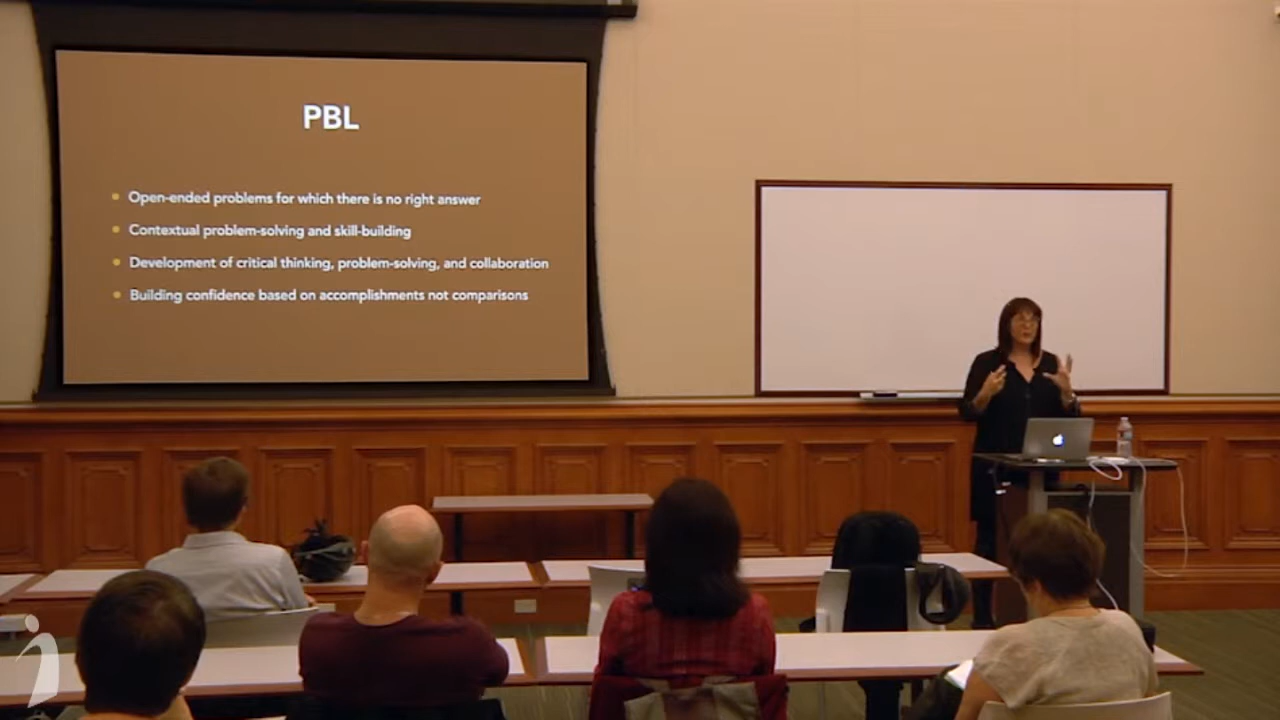 PBL
Open-ended problems for which there is no right answer
Contextual problem-solving and skill-building
Development of critical thinking, problem-solving, and collaboration
Building confidence based on accomplishments not comparisons